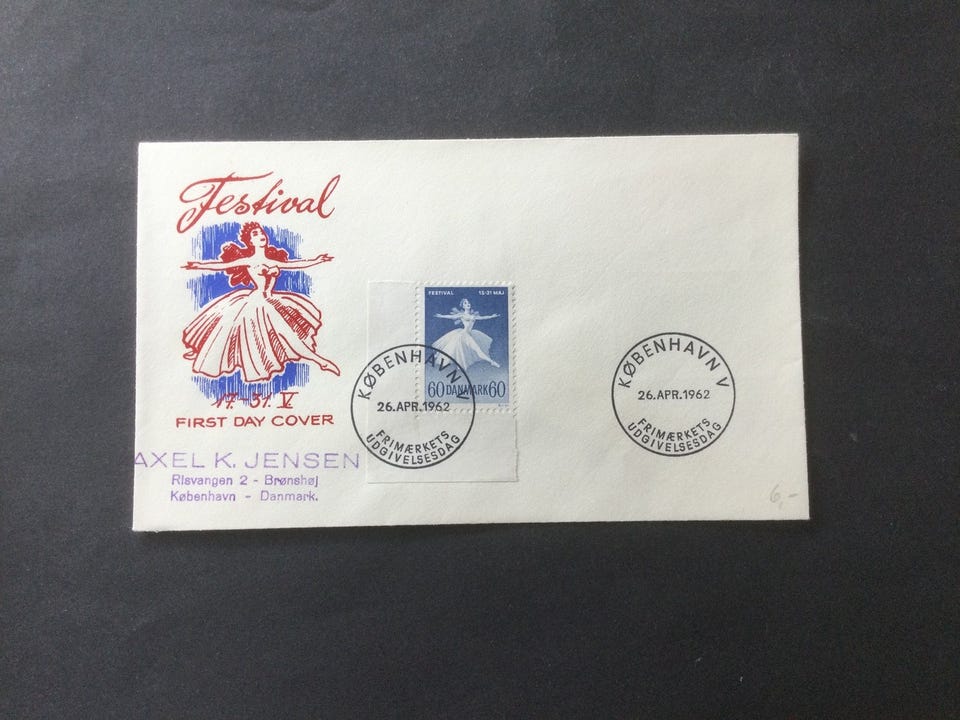 Festival
17.-31. V
FIRST DAY COVER
AXEL K. JENSEN
Risvangen 2 - Brønshøj
København - Danmark.
FESTIVAL 15-31 MAJ
60 DANMARK 60
KØBENHAVN V
26.APR.1962
FRIMÆRKETS
UDGIVELSESDAG
KØBENHAVN V
26.APR.1962
FRIMÆRKETS
UDGIVELSESDAG
6,-